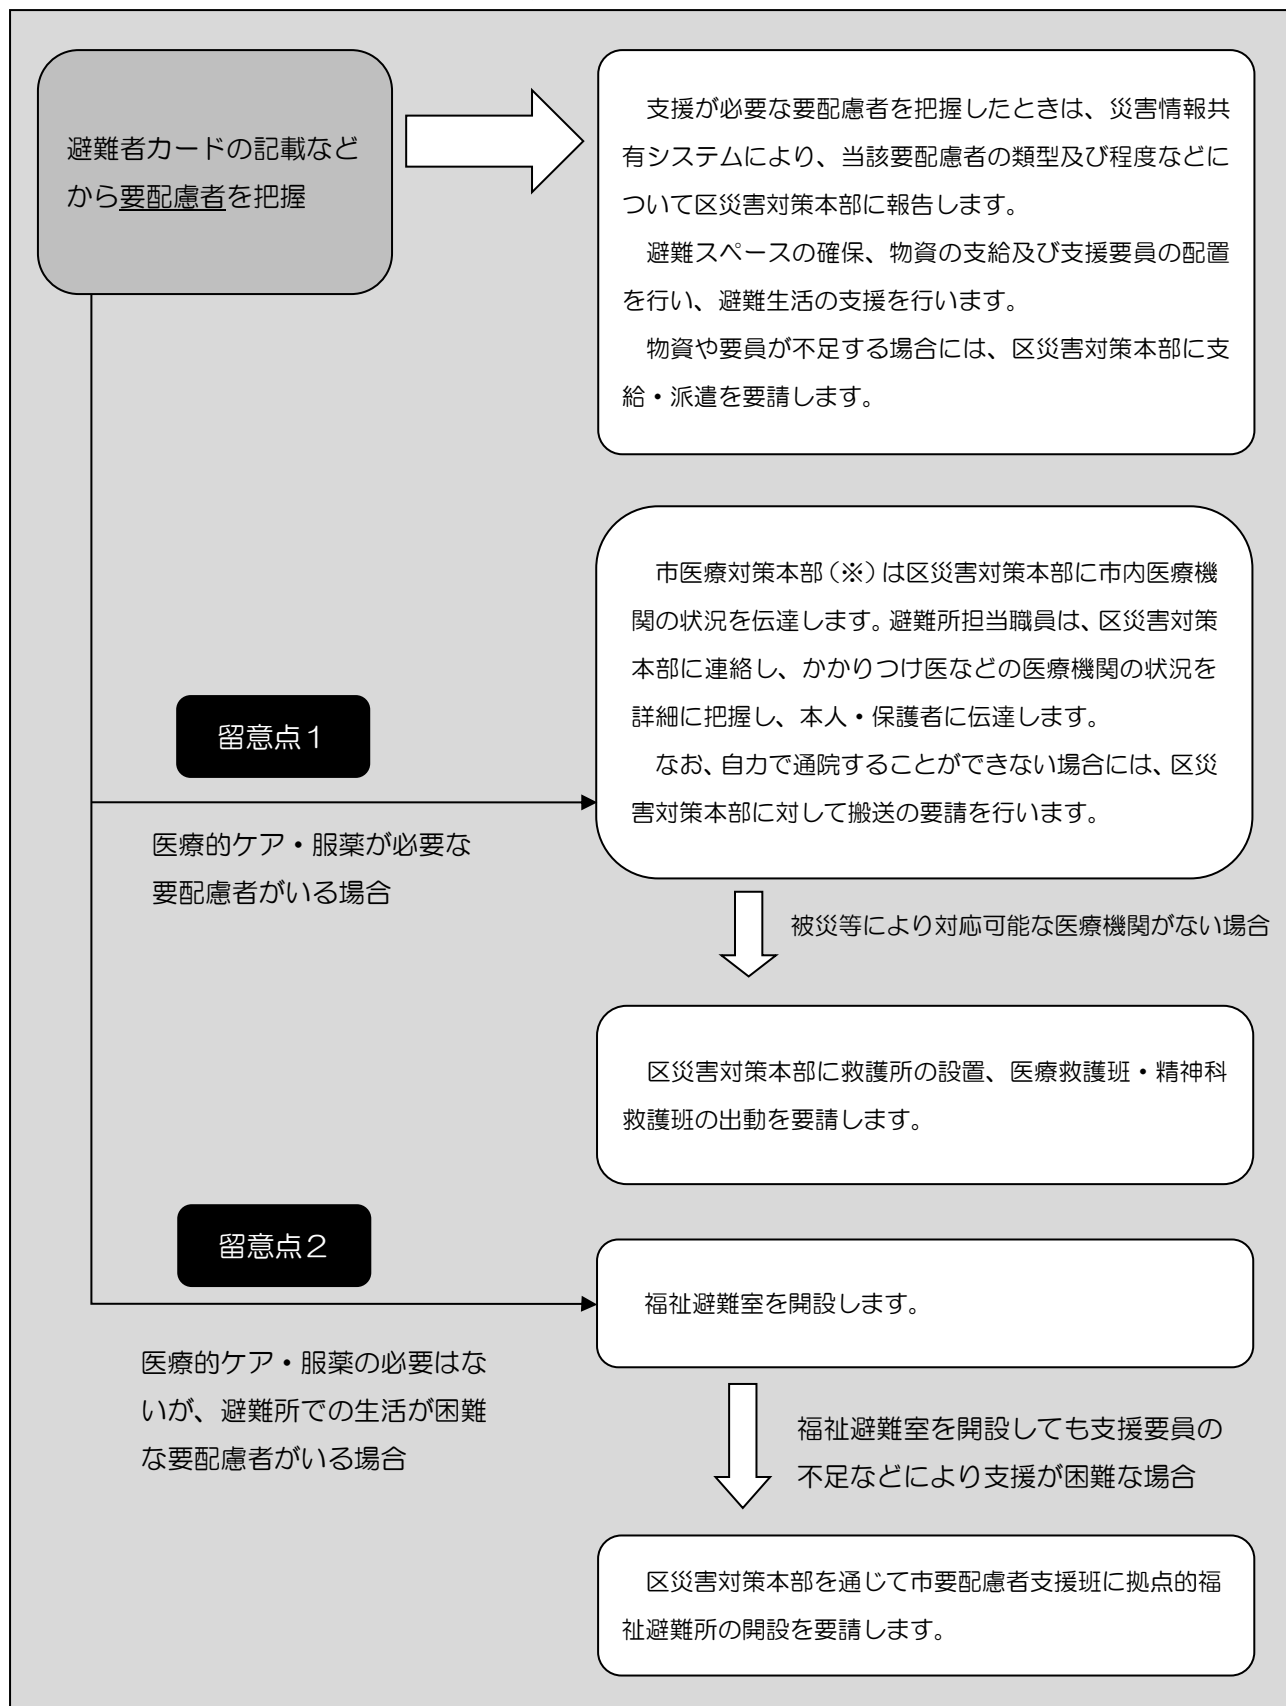 避難者カードの記載など
から要配慮者を把握
　支援が必要な要配慮者を把握したときは、災害情報共
有システムにより、当該要配慮者の類型及び程度などに
ついて区災害対策本部に報告します。
　避難スペースの確保、物資の支給及び支援要員の配置
を行い、避難生活の支援を行います。
　物資や要員が不足する場合には、区災害対策本部に支
給・派遣を要請します。
　市医療対策本部（※）は区災害対策本部に市内医療機
関の状況を伝達します。避難所担当職員は、区災害対策
本部に連絡し、かかりつけ医などの医療機関の状況を
詳細に把握し、本人・保護者に伝達します。
　なお、自力で通院することができない場合には、区災
害対策本部に対して搬送の要請を行います。
留意点１
医療的ケア・服薬が必要な
要配慮者がいる場合
被災等により対応可能な医療機関がない場合
　区災害対策本部に救護所の設置、医療救護班・精神科
救護班の出動を要請します。
留意点２
福祉避難室を開設します。
医療的ケア・服薬の必要はな
いが、避難所での生活が困難
な要配慮者がいる場合
福祉避難室を開設しても支援要員の
不足などにより支援が困難な場合
　区災害対策本部を通じて市要配慮者支援班に拠点的福
祉避難所の開設を要請します。